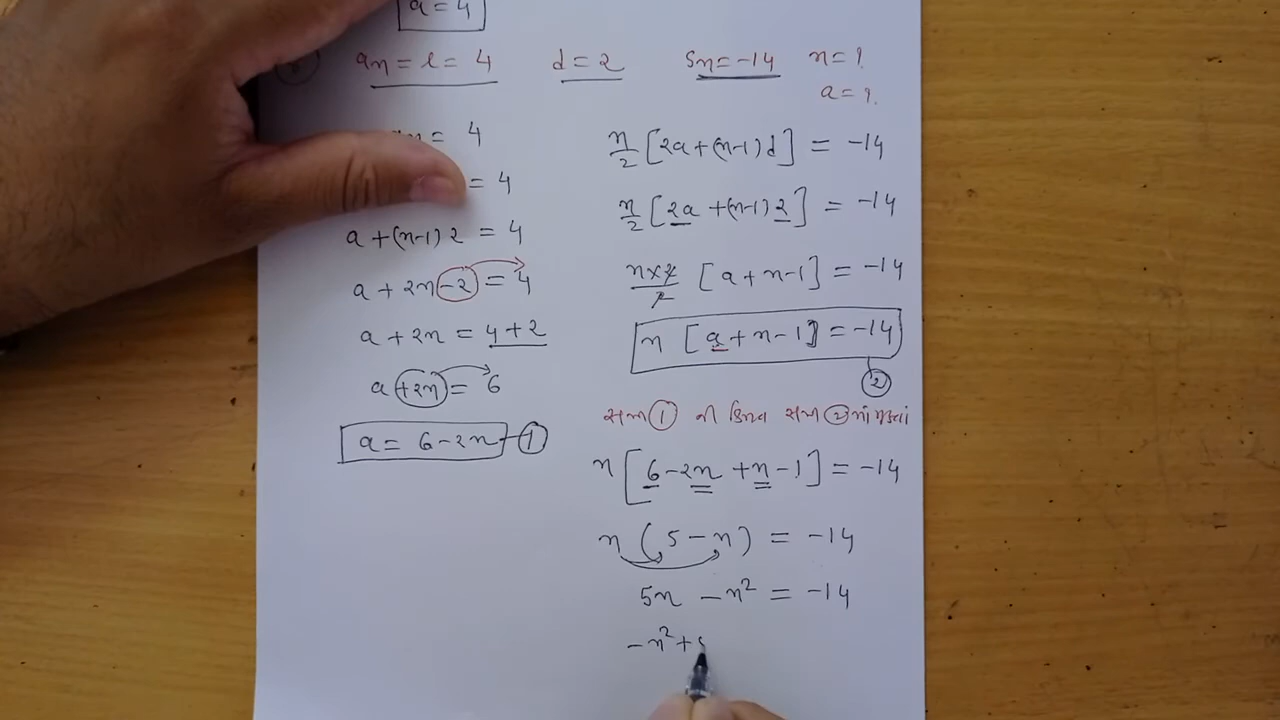 a = 4
an = l = 4 d = 2 Sn = -14 n = ?
a = ?
= 4
= 4
a + (n-1) 2 = 4
a + 2n - 2 = 4
a + 2n = 4 + 2
a + 2n = 6
a = 6 - 2n - ①
n/2 [2a + (n-1) d] = -14
n/2 [2a + (n-1) 2] = -14
n×2/2 [a + n - 1] = -14
n [a + n - 1] = -14
②
સમી ① ની કિંમત સમી ② માં મૂકતાં
n [6 - 2n + n - 1] = -14
n (5 - n) = -14
5n - n² = -14
- n² +